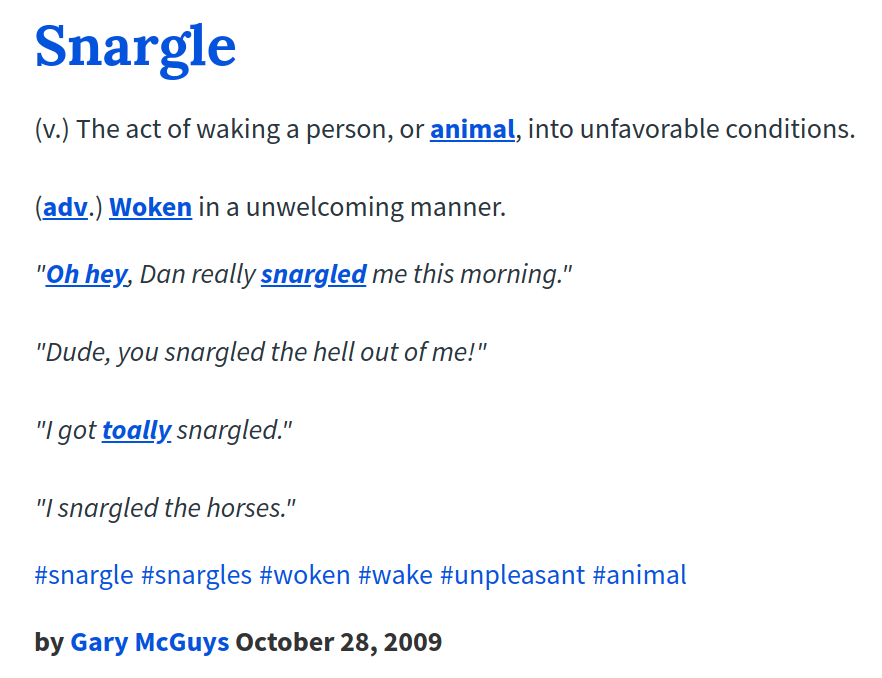 Snargle
(v.) The act of waking a person, or animal, into unfavorable conditions.
(adv.) Woken in a unwelcoming manner.
"Oh hey, Dan really snargled me this morning."
"Dude, you snargled the hell out of me!"
"I got toally snargled."
"I snargled the horses."
#snargle #snargles #woken #wake #unpleasant #animal
by Gary McGuys October 28, 2009